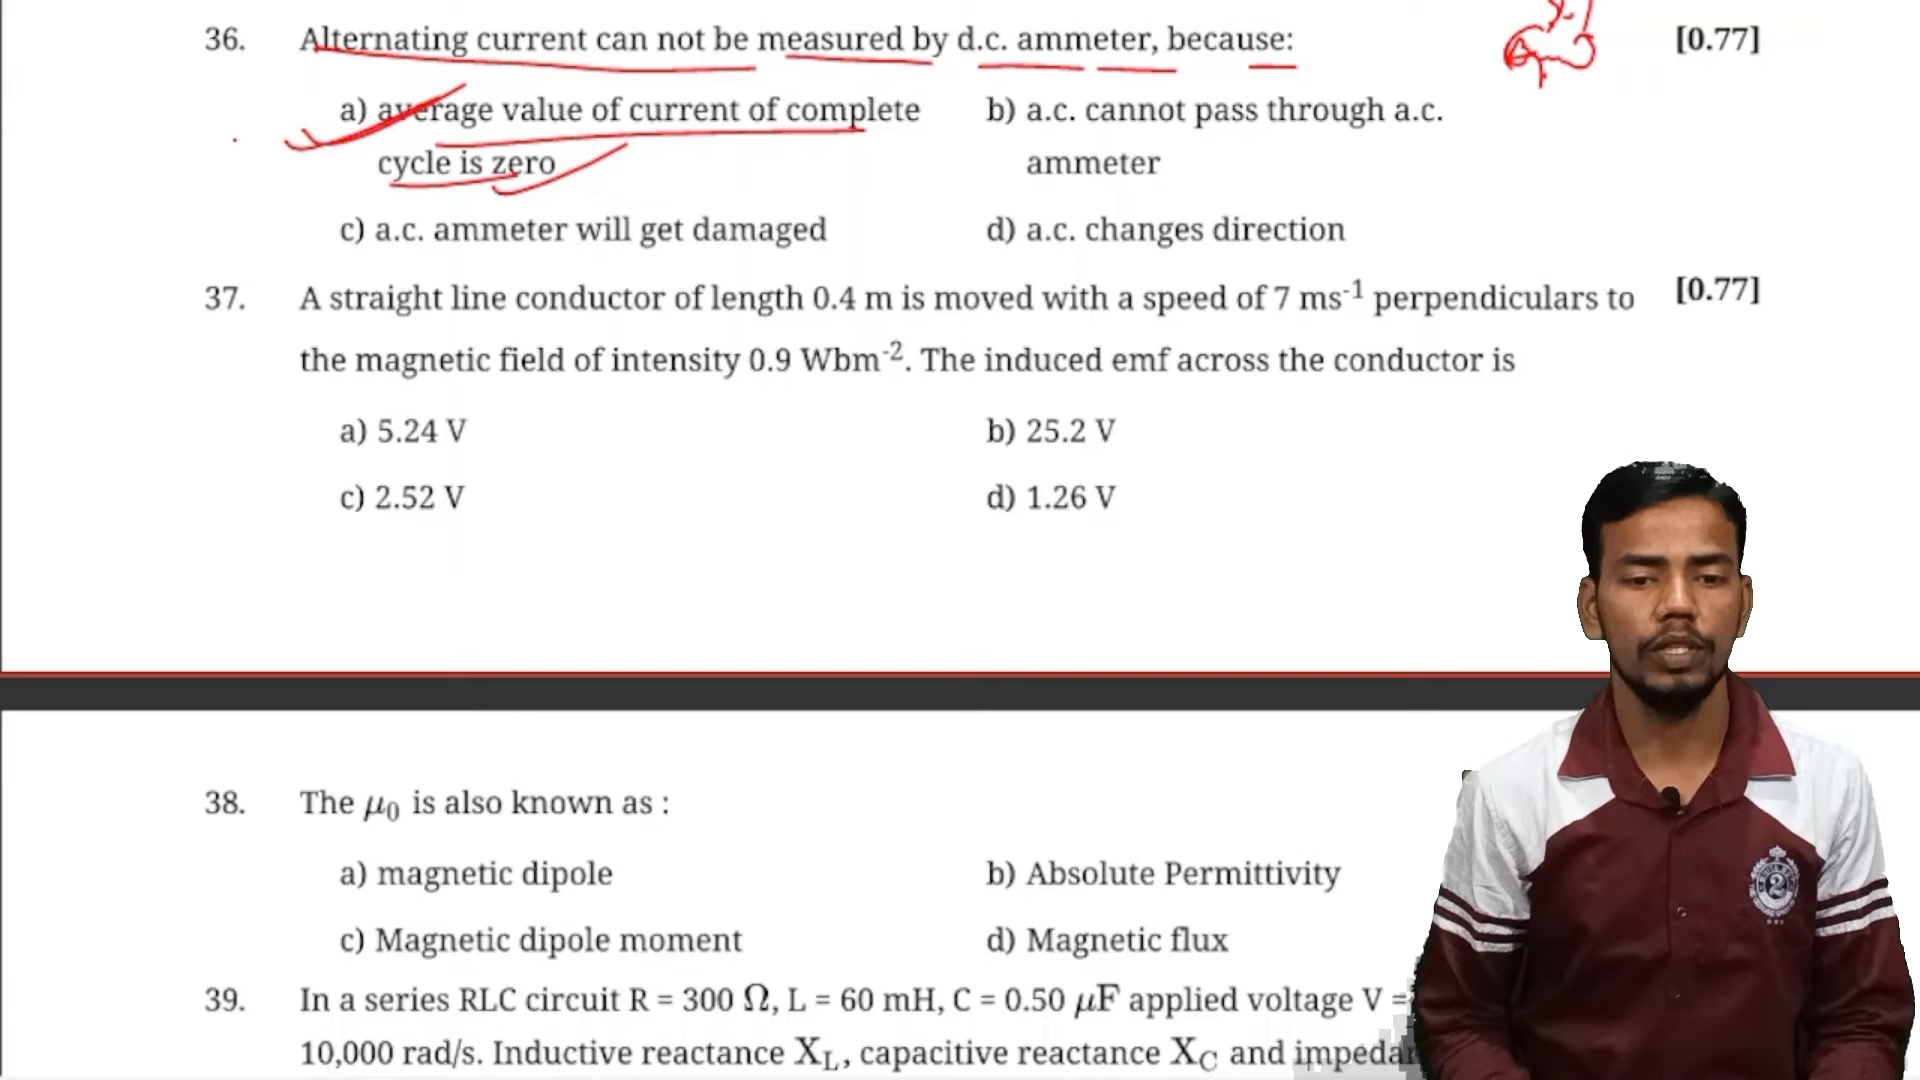 36. Alternating current can not be measured by d.c. ammeter, because: [0.77]
a) average value of current of complete cycle is zero
b) a.c. cannot pass through a.c. ammeter
c) a.c. ammeter will get damaged
d) a.c. changes direction
37. A straight line conductor of length 0.4 m is moved with a speed of 7 ms⁻¹ perpendiculars to [0.77]
the magnetic field of intensity 0.9 Wbm⁻². The induced emf across the conductor is
a) 5.24 V
b) 25.2 V
c) 2.52 V
d) 1.26 V
38. The μ₀ is also known as :
a) magnetic dipole
b) Absolute Permittivity
c) Magnetic dipole moment
d) Magnetic flux
39. In a series RLC circuit R = 300 Ω, L = 60 mH, C = 0.50 μF applied voltage V =
10,000 rad/s. Inductive reactance X_L, capacitive reactance X_C and